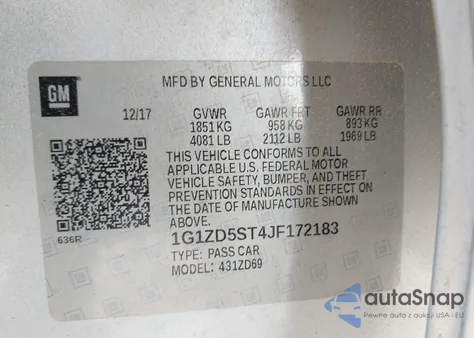 GM
MFD BY GENERAL MOTORS LLC
12/17 GVWR GAWR FRT GAWR RR
1851 KG 958 KG 893 KG
4081 LB 2112 LB 1969 LB
THIS VEHICLE CONFORMS TO ALL
APPLICABLE U.S. FEDERAL MOTOR
VEHICLE SAFETY, BUMPER, AND THEFT
PREVENTION STANDARDS IN EFFECT ON
THE DATE OF MANUFACTURE SHOWN
ABOVE.
636R
1G1ZD5ST4JF172183
TYPE: PASS CAR
MODEL: 431ZD69
autoSnap
Pewne auto z aukcji USA i EU